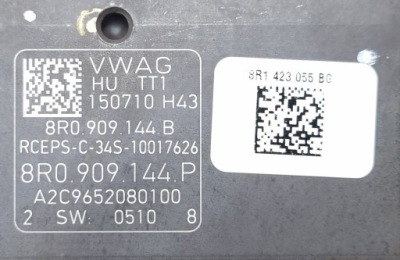 VWAG
HU TT1
150710 H43
8R0.909.144.B
RCEPS-C-34S-10017626
8R0.909.144.P
A2C9652080100
2 SW: 0510 8
8R1 423 055 BG